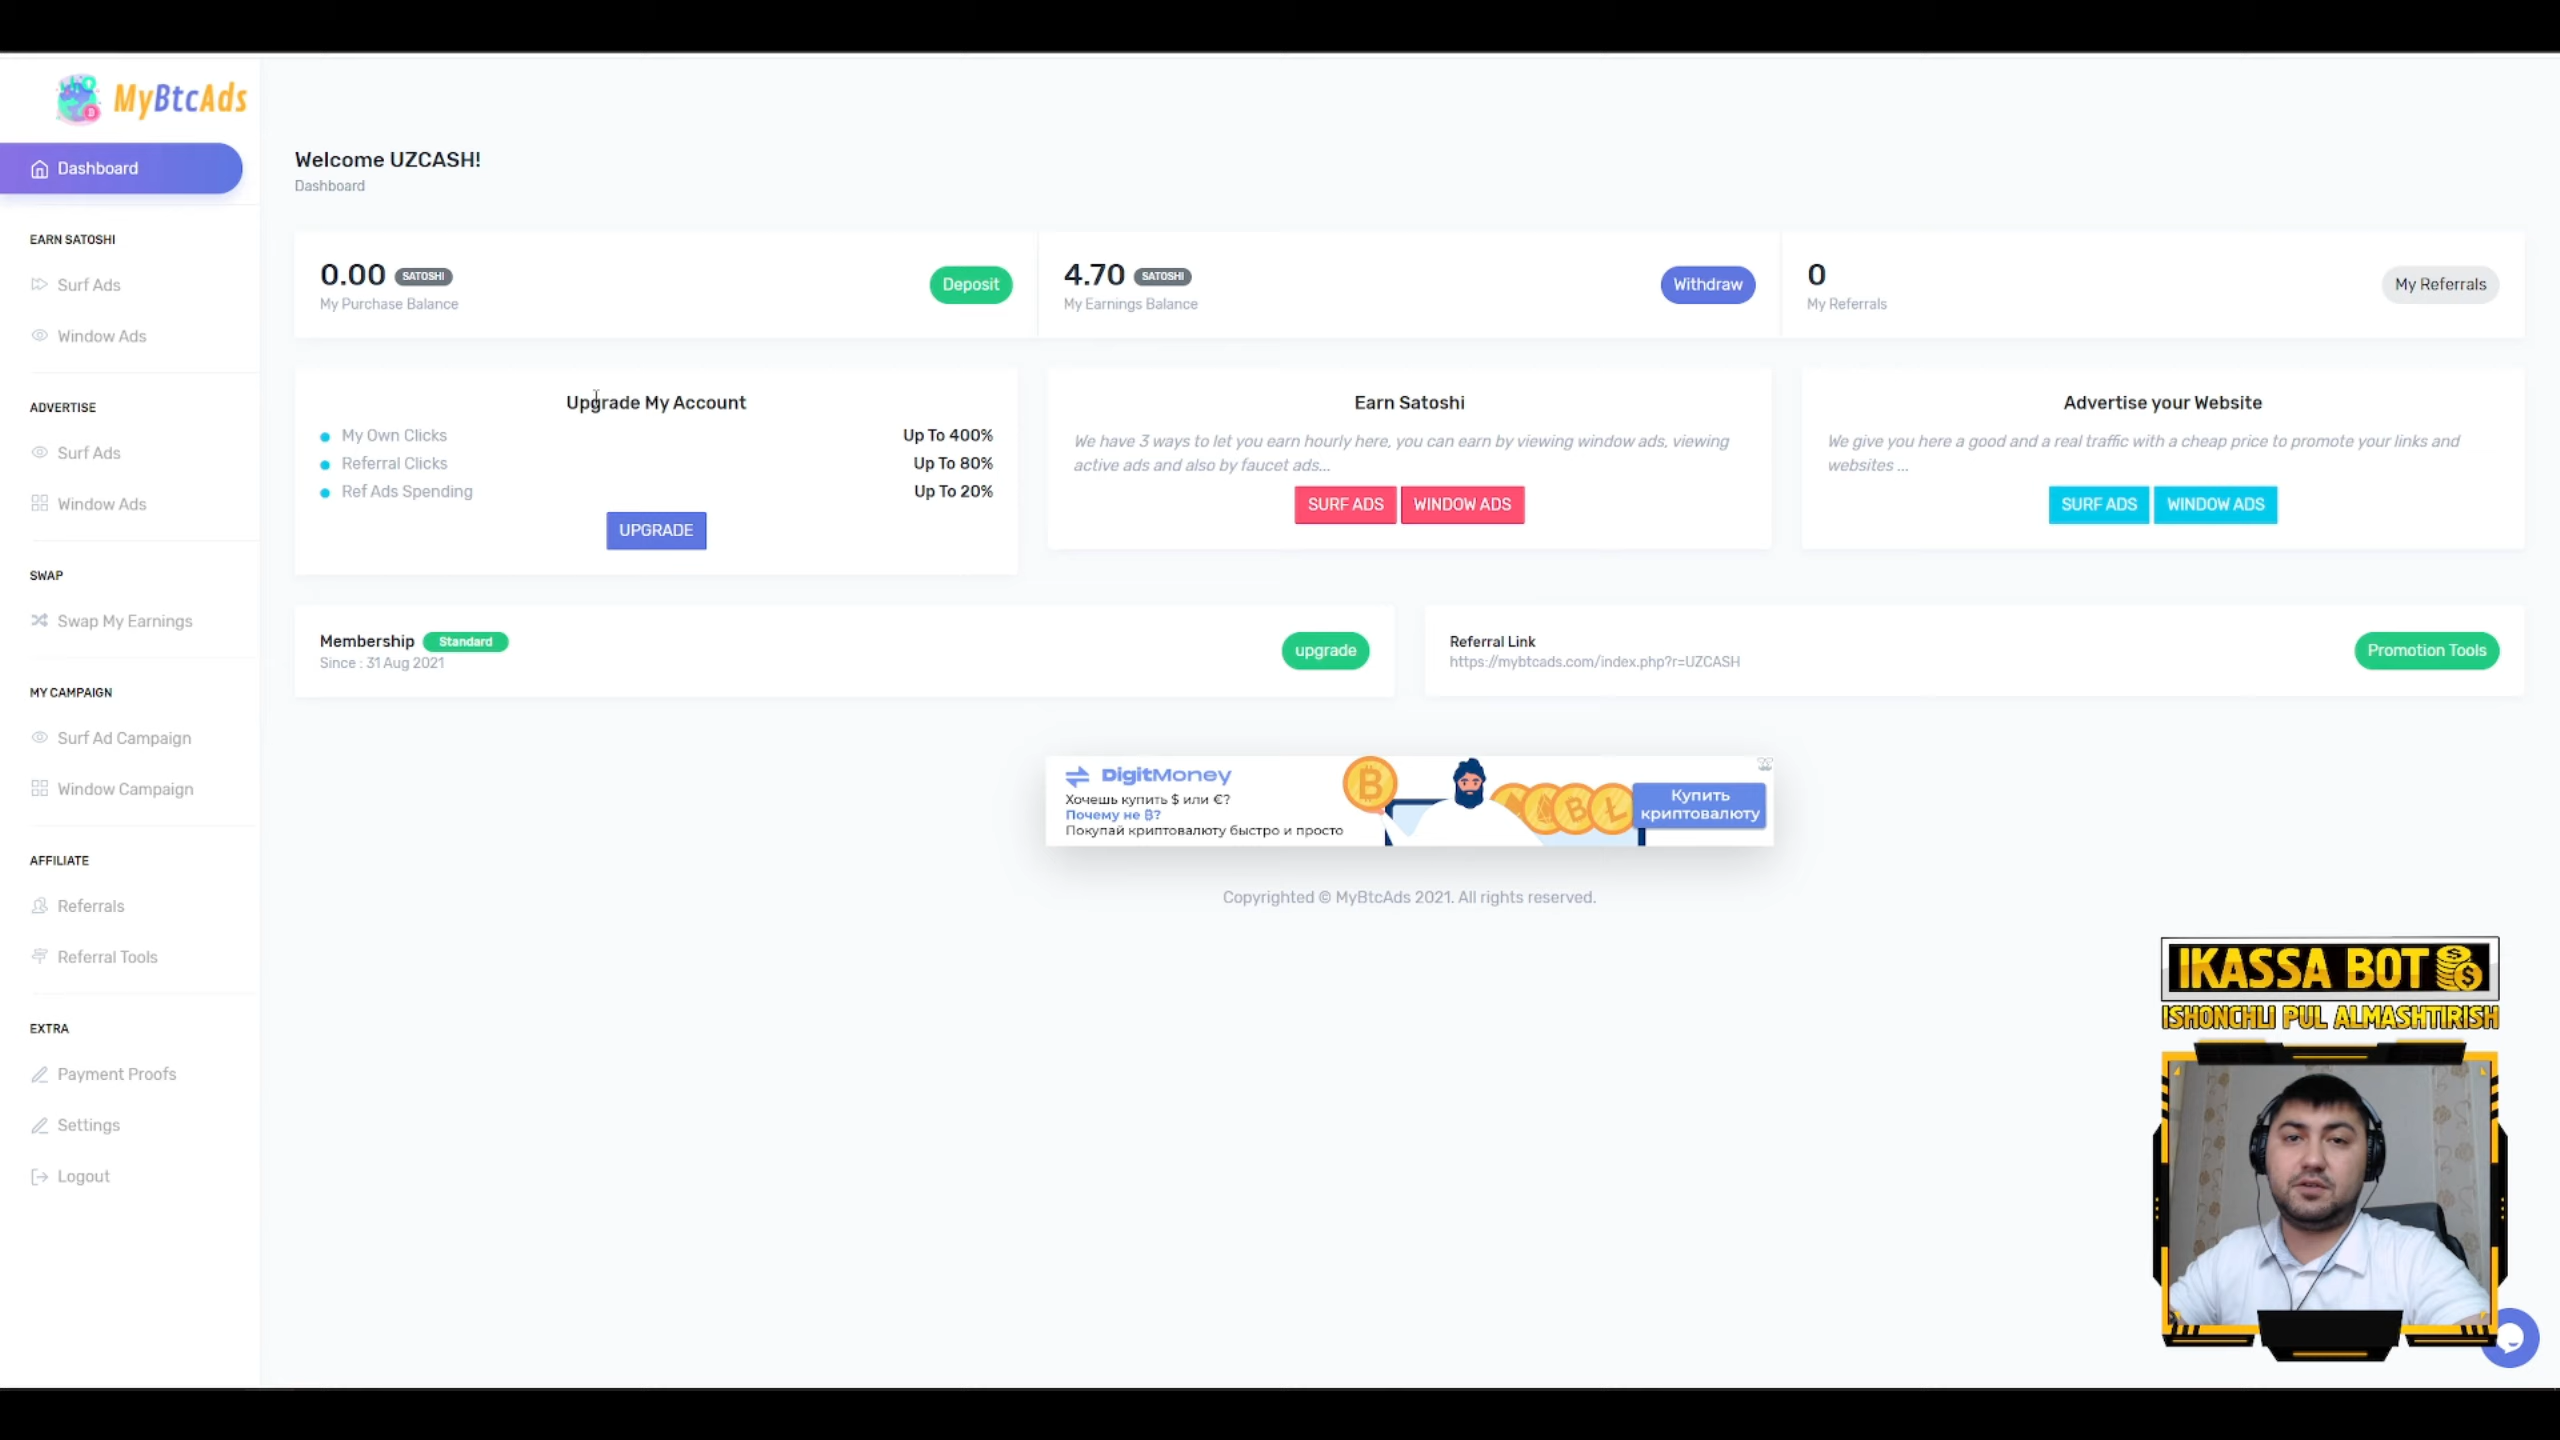 MyBtcAds
Dashboard
EARN SATOSHI
Surf Ads
Window Ads
ADVERTISE
Surf Ads
Window Ads
SWAP
Swap My Earnings
MY CAMPAIGN
Surf Ad Campaign
Window Campaign
AFFILIATE
Referrals
Referral Tools
EXTRA
Payment Proofs
Settings
Logout
Welcome UZCASH!
Dashboard
0.00 SATOSHI
My Purchase Balance
Deposit
4.70 SATOSHI
My Earnings Balance
Withdraw
0
My Referrals
My Referrals
Upgrade My Account
My Own Clicks Up To 400%
Referral Clicks Up To 80%
Ref Ads Spending Up To 20%
UPGRADE
Earn Satoshi
We have 3 ways to let you earn hourly here, you can earn by viewing window ads, viewing
active ads and also by faucet ads...
SURF ADS WINDOW ADS
Advertise your Website
We give you here a good and a real traffic with a cheap price to promote your links and
websites ...
SURF ADS WINDOW ADS
Membership Standard
Since : 31 Aug 2021
upgrade
Referral Link
https://mybtcads.com/index.php?r=UZCASH
Promotion Tools
DigitMoney
Хочешь купить $ или €?
Почему не ₿?
Покупай криптовалюту быстро и просто
Купить
криптовалюту
Copyrighted © MyBtcAds 2021. All rights reserved.
IKASSA BOT
ISHONCHLI PUL ALMASHTIRISH